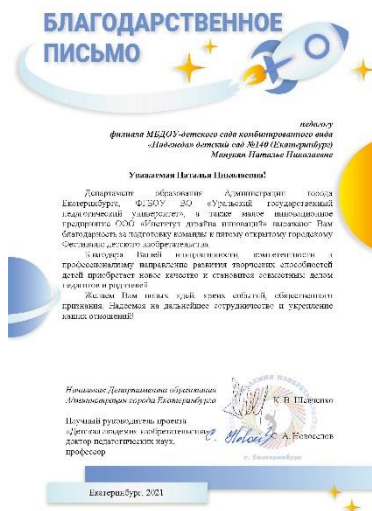 БЛАГОДАРСТВЕННОЕ
ПИСЬМО
педагогу
филиала МБДОУ-детского сада комбинированного вида
«Надежда» детский сад №140 (Екатеринбург)
Наталье Николаевне
Уважаемая Наталья Николаевна!
Департамент образования Администрации города
Екатеринбурга, ФГБОУ ВО «Уральский государственный
педагогический университет», а также малое инновационное
предприятие ООО «Институт дизайна инноваций» выражают Вам
благодарность за подготовку команды к пятому открытому городскому
Фестивалю детского изобретательства.
Благодаря Вашей инициативности, компетентности и
профессионализму направление развития творческих способностей
детей приобретает новое качество и становится совместным делом
педагогов и родителей.
Желаем Вам новых идей, ярких событий, общественного
признания. Надеемся на дальнейшее сотрудничество и укрепление
наших отношений!
Начальник Департамента образования
Администрации города Екатеринбурга
К. В. Шевченко
Научный руководитель проекта
«Детская академия изобретательства»,
доктор педагогических наук,
профессор
С. А. Новоселов
г. Екатеринбург
Екатеринбург, 2021